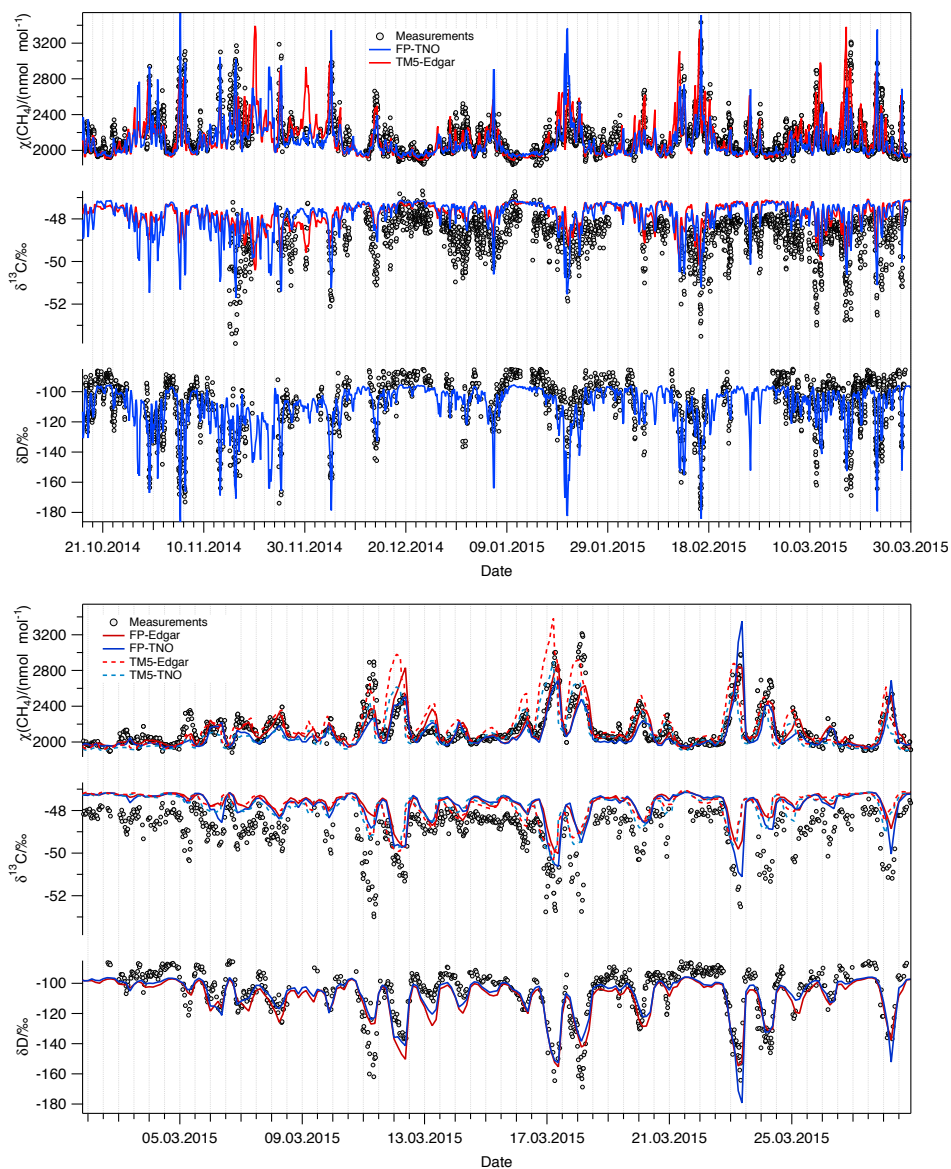 χ(CH₄)/(nmol mol⁻¹)
3200
2800
2400
2000
Measurements
FP-TNO
TM5-Edgar
δ¹³C/‰
-48
-50
-52
δD/‰
-100
-120
-140
-160
-180
21.10.2014 10.11.2014 30.11.2014 20.12.2014 09.01.2015 29.01.2015 18.02.2015 10.03.2015 30.03.2015
Date
χ(CH₄)/(nmol mol⁻¹)
3200
2800
2400
2000
Measurements
FP-Edgar
FP-TNO
TM5-Edgar
TM5-TNO
δ¹³C/‰
-48
-50
-52
δD/‰
-100
-120
-140
-160
-180
05.03.2015 09.03.2015 13.03.2015 17.03.2015 21.03.2015 25.03.2015
Date